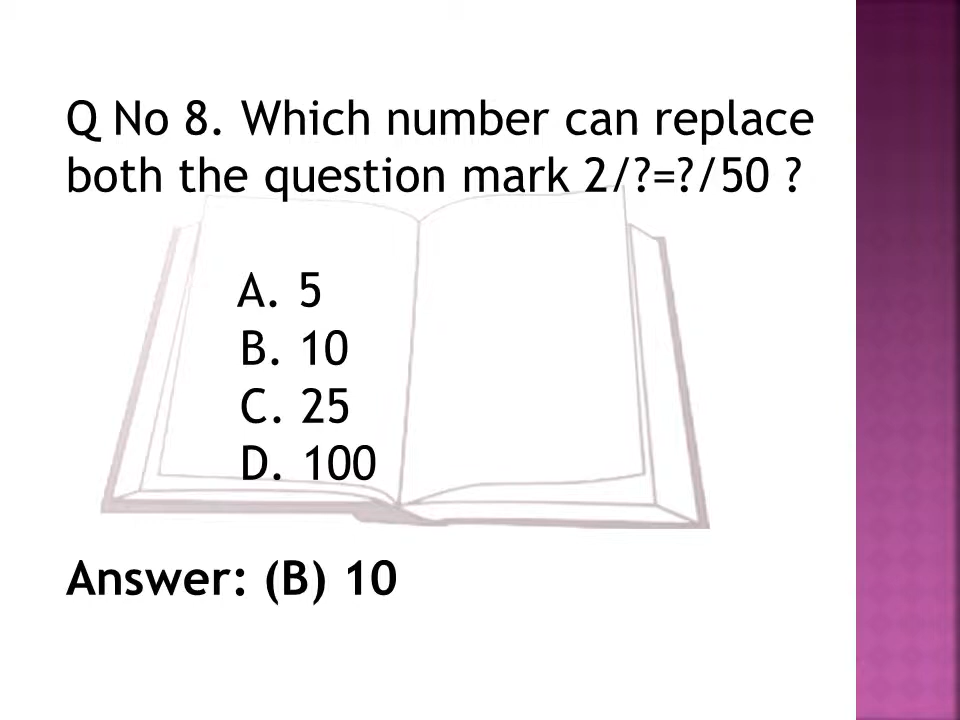 Q No 8. Which number can replace
both the question mark 2/?=?/50 ?
A. 5
B. 10
C. 25
D. 100
Answer: (B) 10